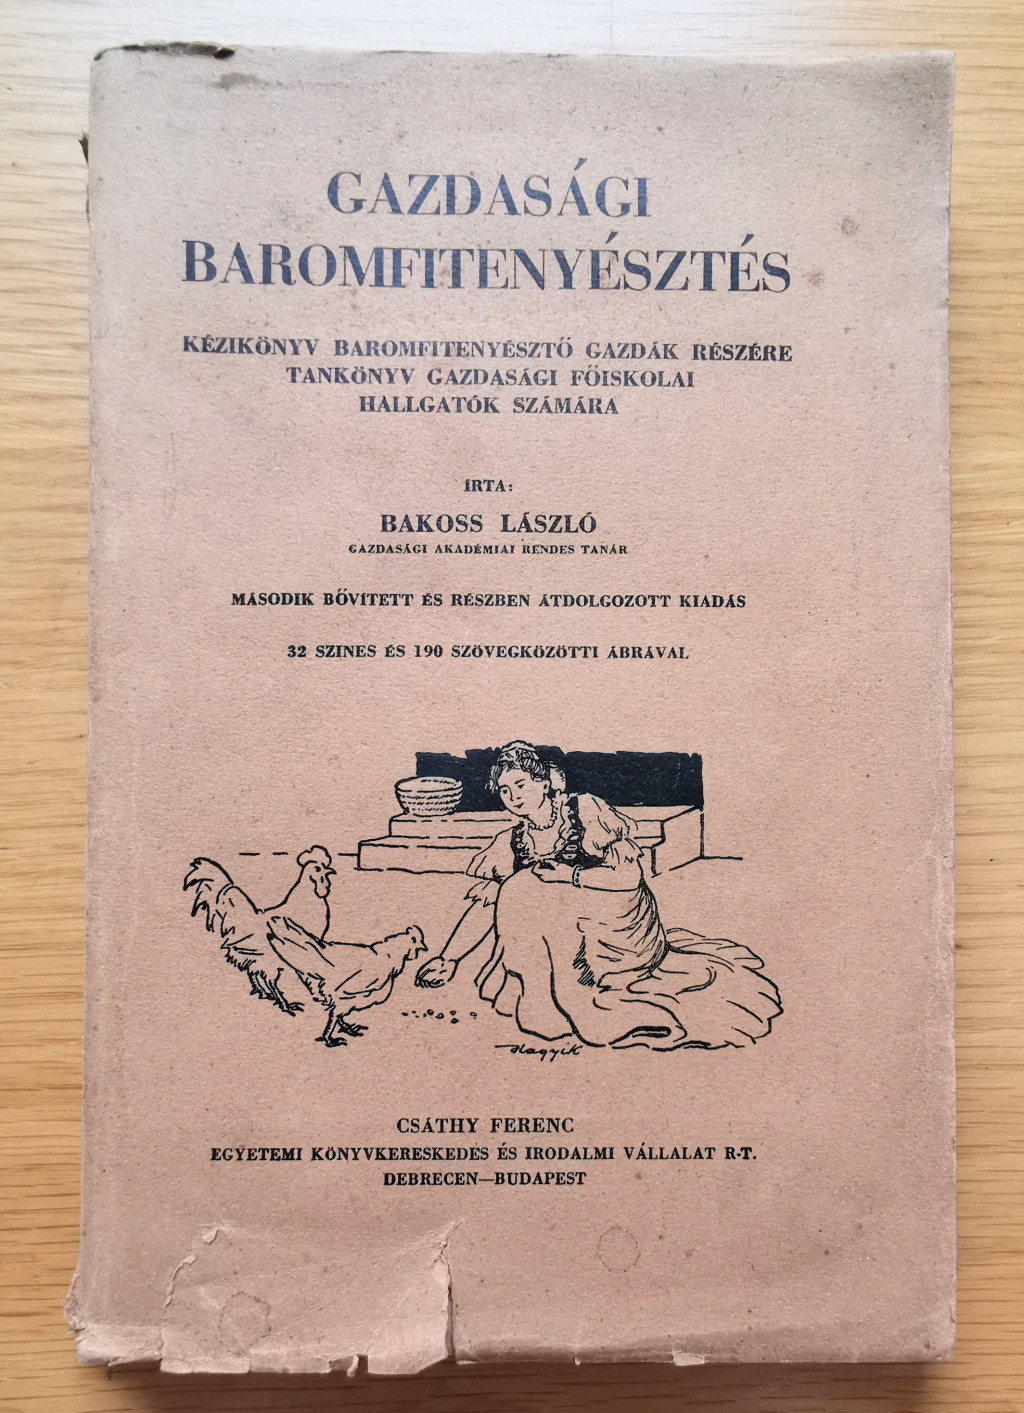 GAZDASÁGI
BAROMFITENYÉSZTÉS
KÉZIKÖNYV BAROMFITENYÉSZTŐ GAZDÁK RÉSZÉRE
TANKÖNYV GAZDASÁGI FŐISKOLAI
HALLGATÓK SZÁMÁRA
ÍRTA:
BAKOSS LÁSZLÓ
GAZDASÁGI AKADÉMIAI RENDES TANÁR
MÁSODIK BŐVÍTETT ÉS RÉSZBEN ÁTDOLGOZOTT KIADÁS
32 SZINES ÉS 190 SZÖVEGKÖZÖTTI ÁBRÁVAL
Nagyik
CSÁTHY FERENC
EGYETEMI KÖNYVKERESKEDES ÉS IRODALMI VÁLLALAT R-T.
DEBRECEN—BUDAPEST